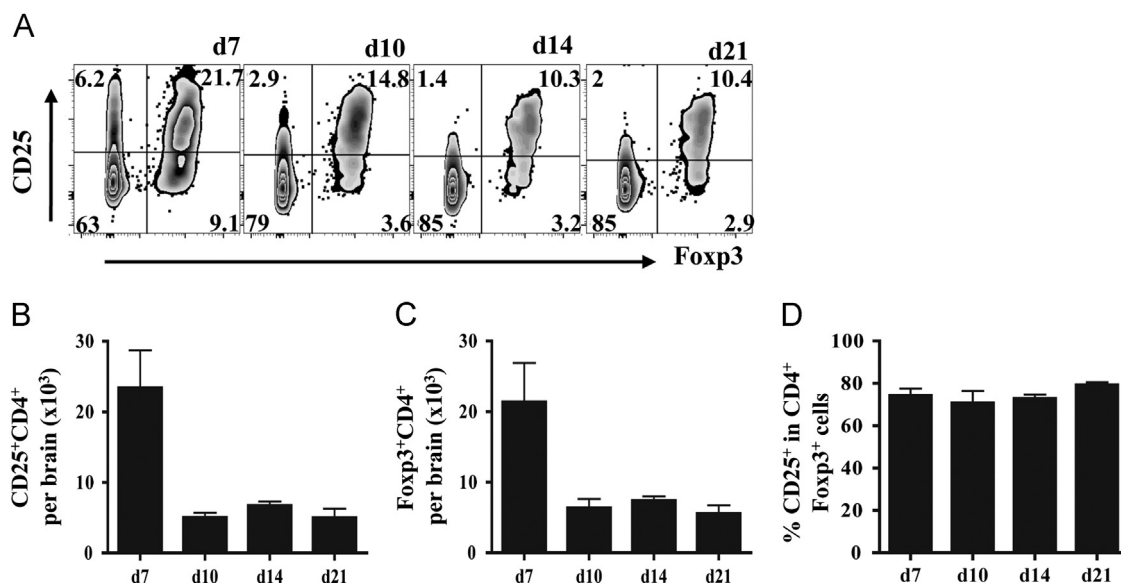 A
d7 d10 d14 d21
6.2 21.7 2.9 14.8 1.4 10.3 2 10.4
CD25
63 9.1 79 3.6 85 3.2 85 2.9
Foxp3
B
CD25⁺CD4⁺
per brain (x10³)
30
20
10
0
d7 d10 d14 d21
C
Foxp3⁺CD4⁺
per brain (x10³)
30
20
10
0
d7 d10 d14 d21
D
% CD25⁺ in CD4⁺
Foxp3⁺ cells
100
80
60
40
20
0
d7 d10 d14 d21